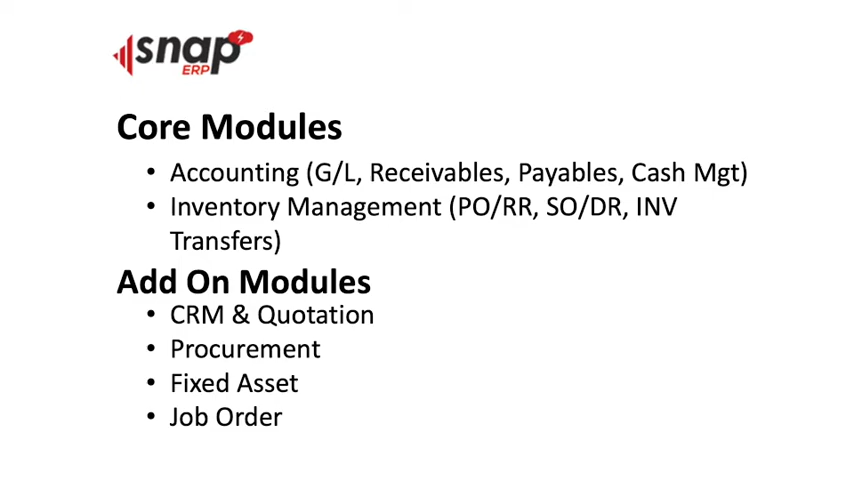 snap
ERP
Core Modules
• Accounting (G/L, Receivables, Payables, Cash Mgt)
• Inventory Management (PO/RR, SO/DR, INV
Transfers)
Add On Modules
• CRM & Quotation
• Procurement
• Fixed Asset
• Job Order